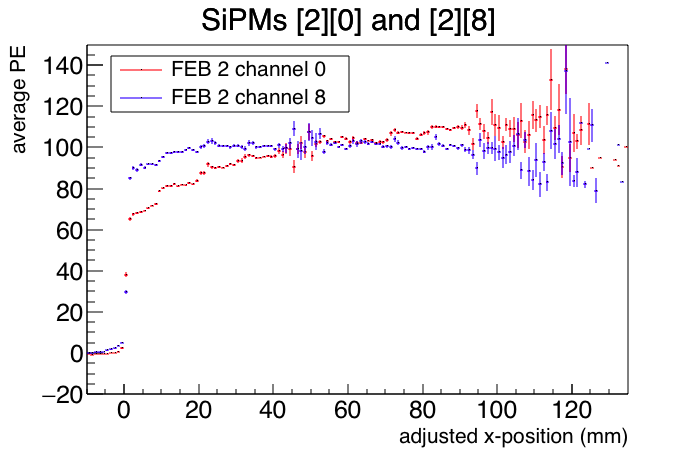 SiPMs [2][0] and [2][8]
average PE
FEB 2 channel 0
FEB 2 channel 8
140
120
100
80
60
40
20
0
−20
0 20 40 60 80 100 120
adjusted x-position (mm)